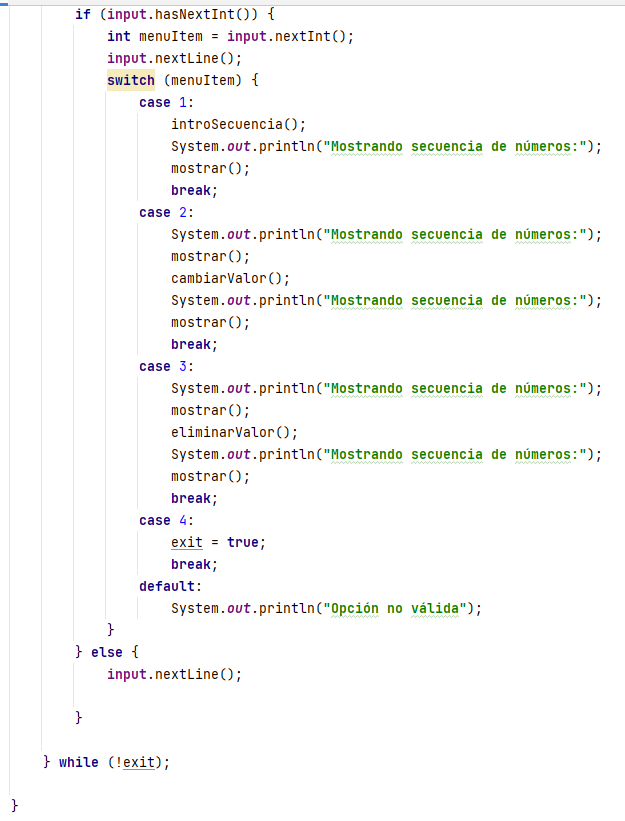 if (input.hasNextInt()) {
int menuItem = input.nextInt();
input.nextLine();
switch (menuItem) {
case 1:
introSecuencia();
System.out.println("Mostrando secuencia de números:");
mostrar();
break;
case 2:
System.out.println("Mostrando secuencia de números:");
mostrar();
cambiarValor();
System.out.println("Mostrando secuencia de números:");
mostrar();
break;
case 3:
System.out.println("Mostrando secuencia de números:");
mostrar();
eliminarValor();
System.out.println("Mostrando secuencia de números:");
mostrar();
break;
case 4:
exit = true;
break;
default:
System.out.println("Opción no válida");
}
} else {
input.nextLine();
}
} while (!exit);
}